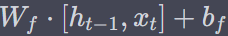 W_f · [h_{t−1}, x_t] + b_f